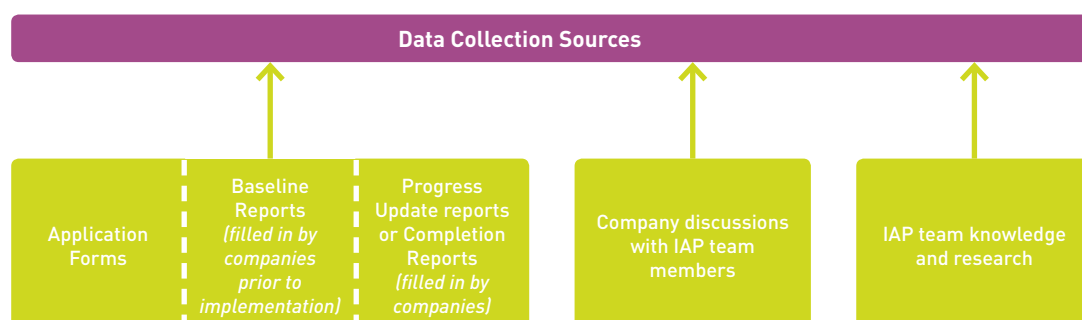 Data Collection Sources
Application
Forms
Baseline
Reports
(filled in by
companies
prior to
implementation)
Progress
Update reports
or Completion
Reports
(filled in by
companies)
Company discussions
with IAP team
members
IAP team knowledge
and research